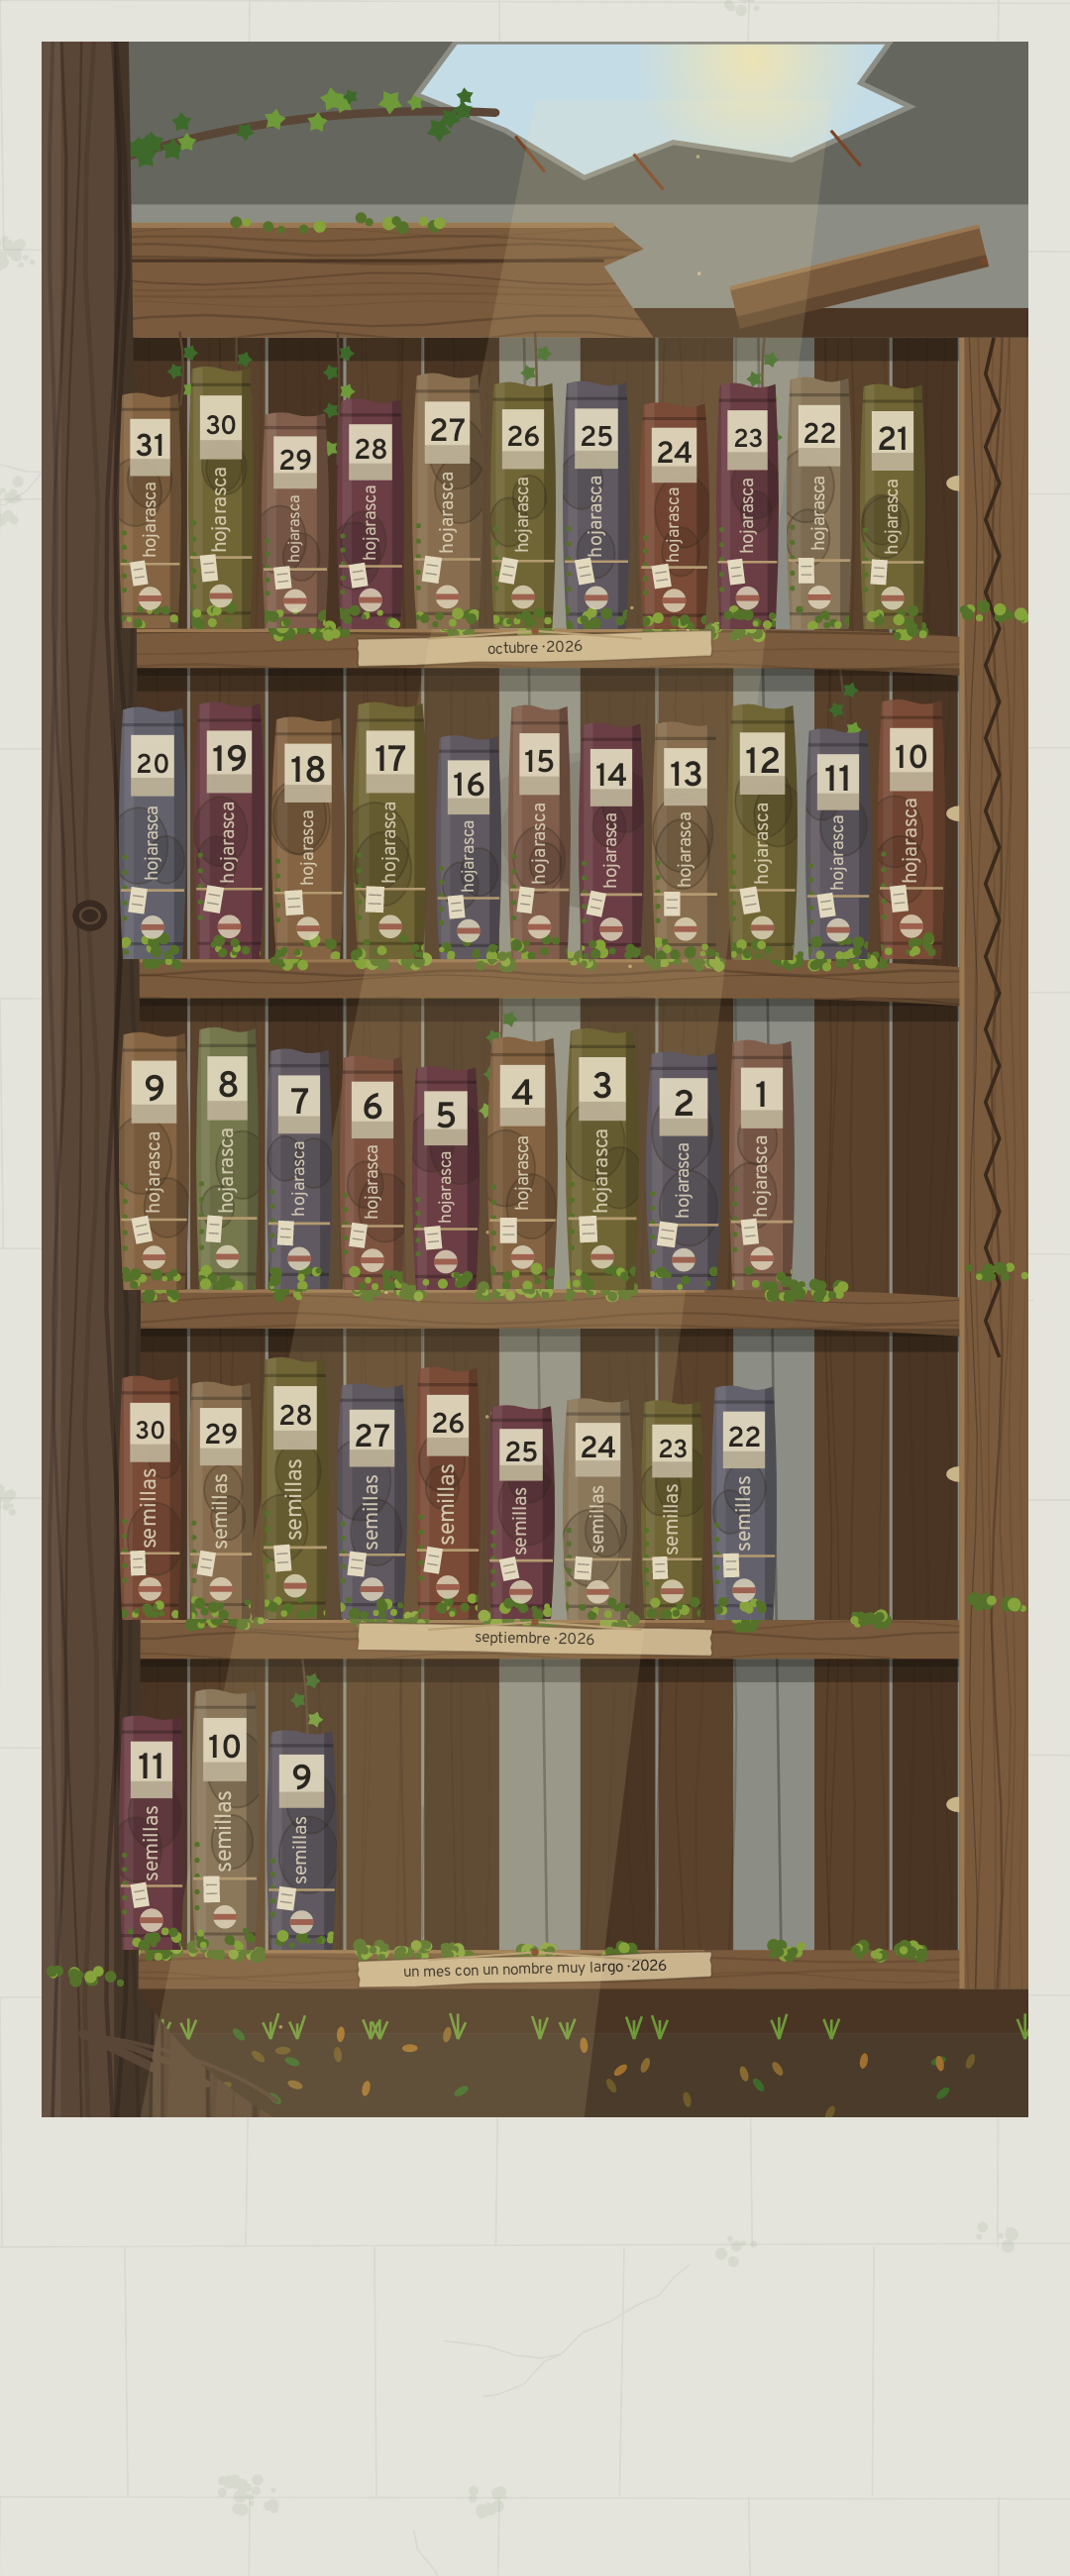 31 30 29 28 27 26 25 24 23 22 21
hojarasca hojarasca hojarasca hojarasca hojarasca hojarasca hojarasca hojarasca hojarasca hojarasca hojarasca
octubre · 2026
20 19 18 17 16 15 14 13 12 11 10
hojarasca hojarasca hojarasca hojarasca hojarasca hojarasca hojarasca hojarasca hojarasca hojarasca hojarasca
9 8 7 6 5 4 3 2 1
hojarasca hojarasca hojarasca hojarasca hojarasca hojarasca hojarasca hojarasca hojarasca
30 29 28 27 26 25 24 23 22
semillas semillas semillas semillas semillas semillas semillas semillas semillas
septiembre · 2026
11 10 9
semillas semillas semillas
un mes con un nombre muy largo · 2026